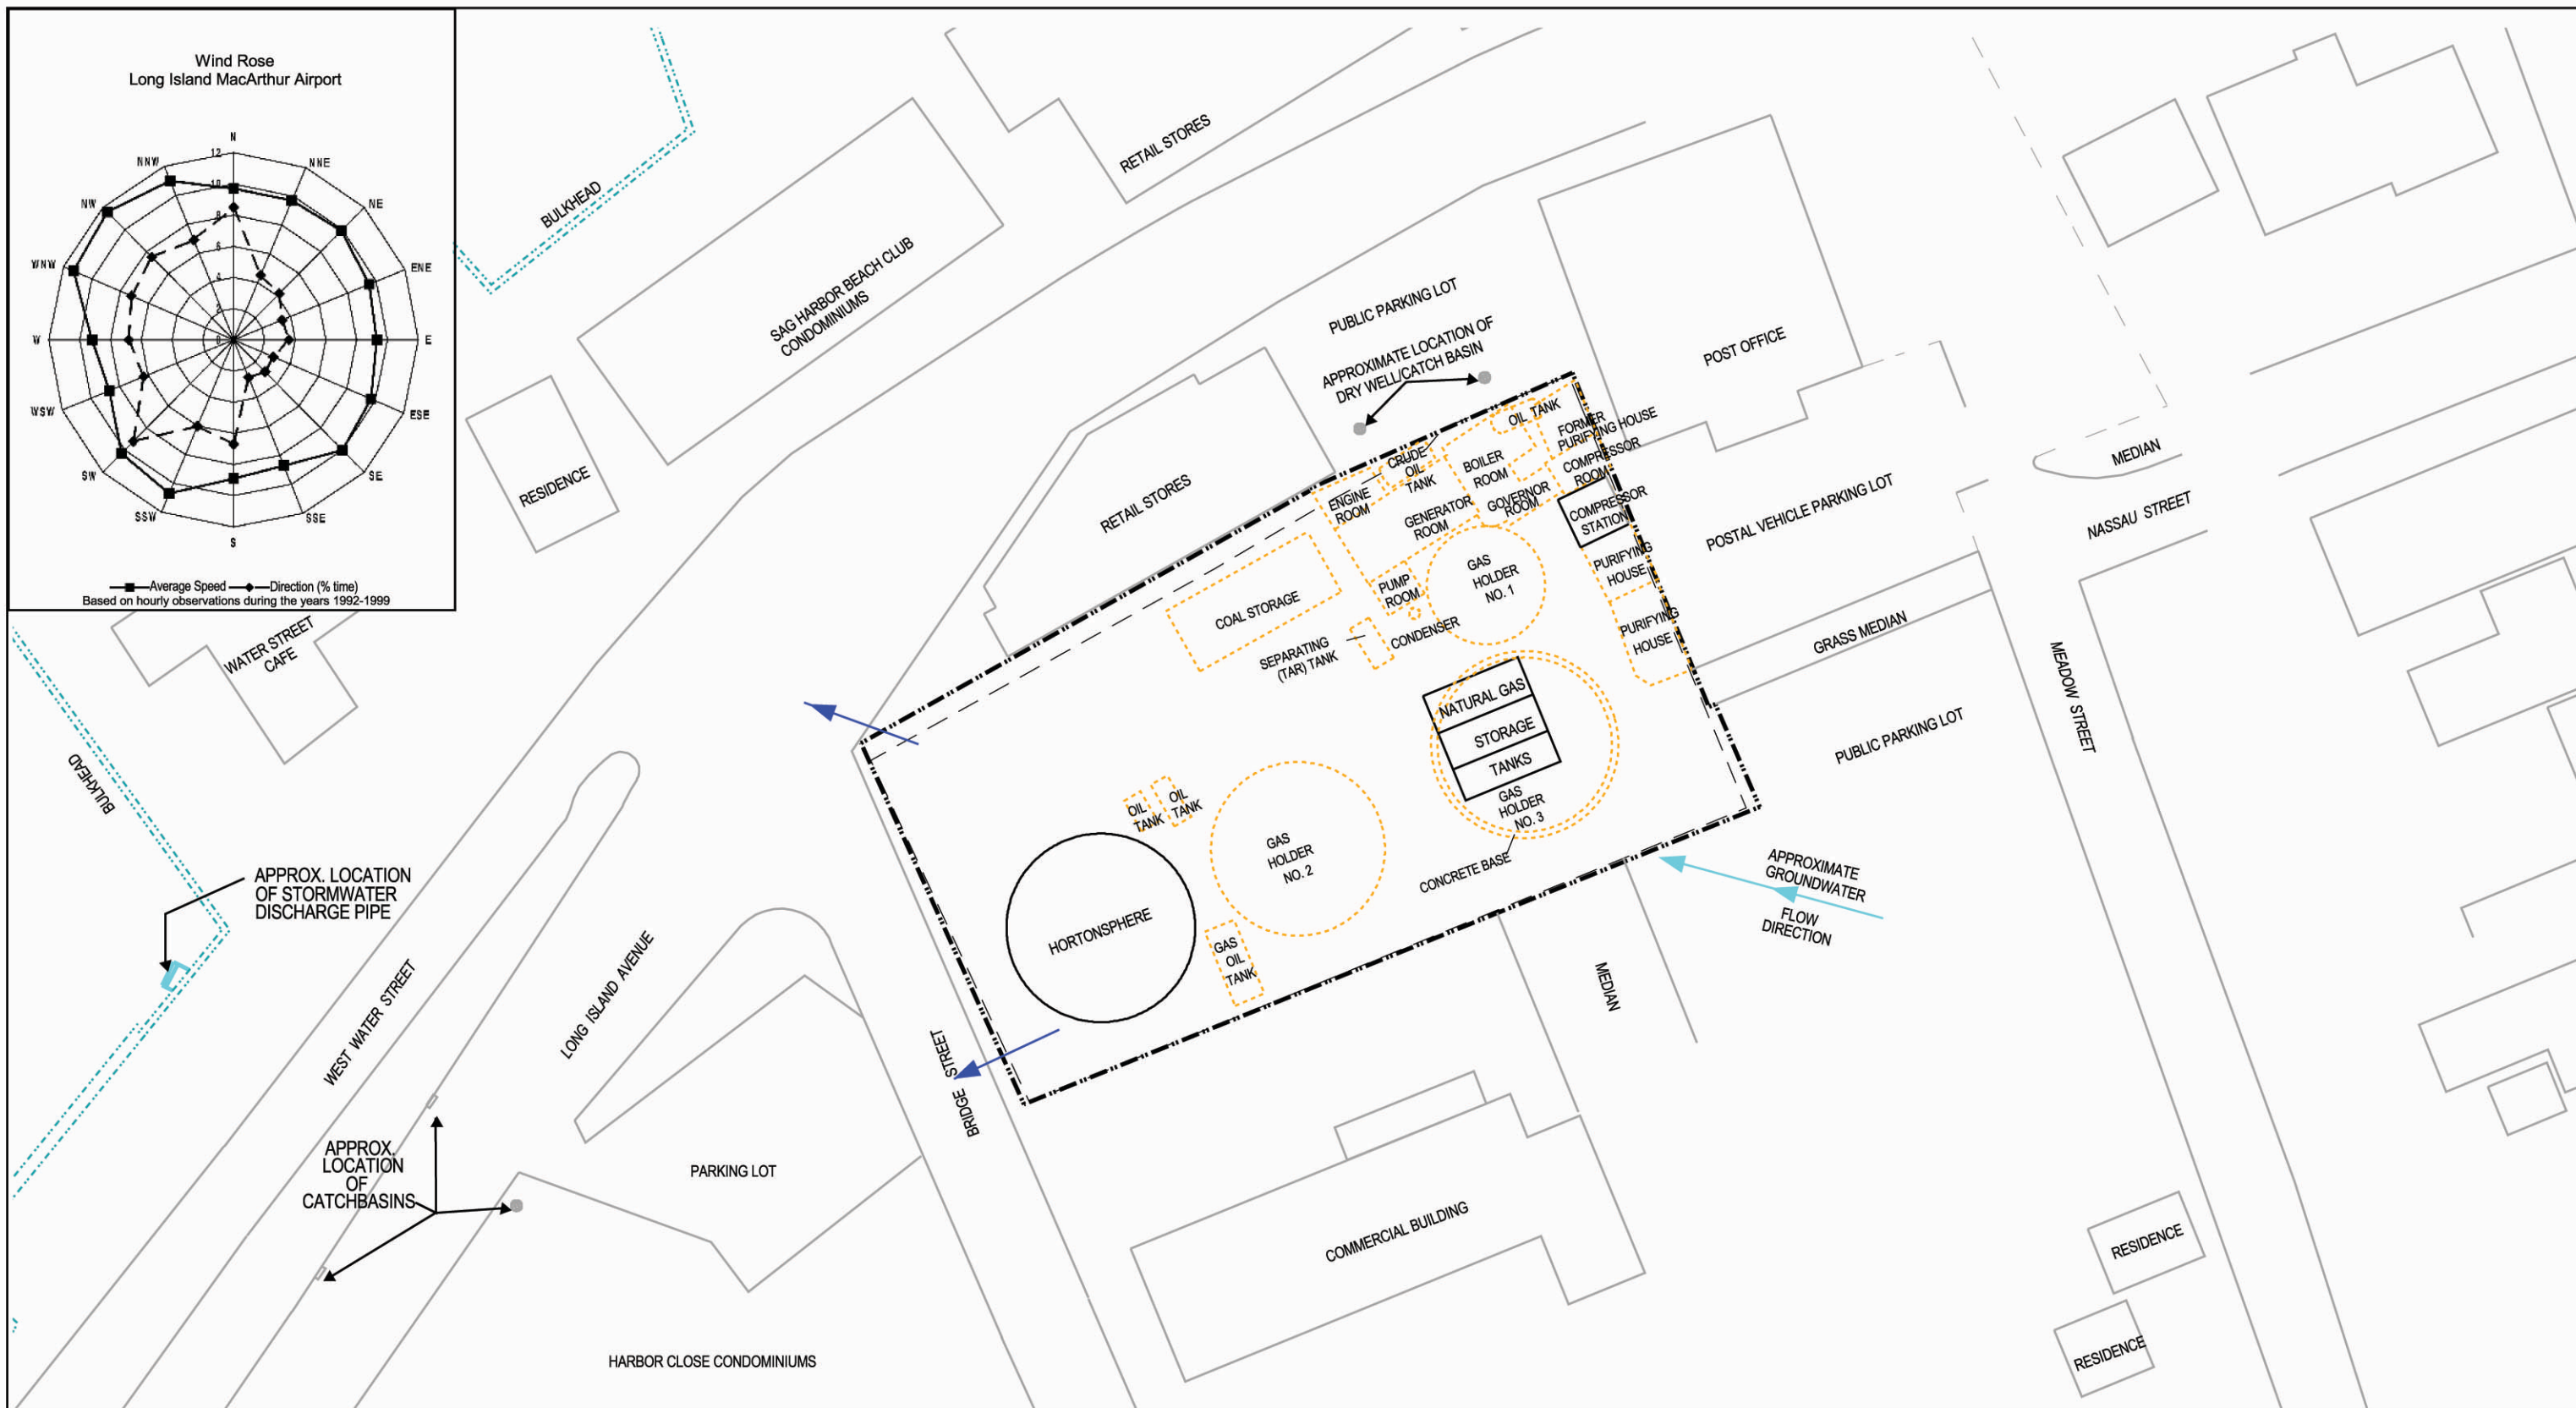 Wind Rose
Long Island MacArthur Airport
N
NNE
NE
ENE
E
ESE
SE
SSE
S
SSW
SW
WSW
W
WNW
NW
NNW
12
10
8
6
4
2
0
Average Speed
Direction (% time)
Based on hourly observations during the years 1992-1999
BULKHEAD
SAG HARBOR BEACH CLUB
CONDOMINIUMS
RETAIL STORES
RESIDENCE
WATER STREET
CAFE
BULKHEAD
PUBLIC PARKING LOT
APPROXIMATE LOCATION OF
DRY WELL/CATCH BASIN
POST OFFICE
RETAIL STORES
OIL TANK
FORMER
PURIFYING HOUSE
COMPRESSOR
ROOM
COMPRESSOR
STATION
CRUDE
OIL
TANK
BOILER
ROOM
ENGINE
ROOM
GENERATOR
ROOM
GOVERNOR
ROOM
PURIFYING
HOUSE
PURIFYING
HOUSE
GAS
HOLDER
NO. 1
PUMP
ROOM
COAL STORAGE
CONDENSER
SEPARATING
(TAR) TANK
NATURAL GAS
STORAGE
TANKS
GAS
HOLDER
NO. 3
CONCRETE BASE
OIL
TANK
OIL
TANK
GAS
HOLDER
NO. 2
HORTONSPHERE
GAS
OIL
TANK
POSTAL VEHICLE PARKING LOT
GRASS MEDIAN
PUBLIC PARKING LOT
MEDIAN
NASSAU STREET
MEADOW STREET
APPROXIMATE
GROUNDWATER
FLOW
DIRECTION
MEDIAN
APPROX. LOCATION
OF STORMWATER
DISCHARGE PIPE
WEST WATER STREET
LONG ISLAND AVENUE
BRIDGE STREET
APPROX.
LOCATION
OF
CATCHBASINS
PARKING LOT
HARBOR CLOSE CONDOMINIUMS
COMMERCIAL BUILDING
RESIDENCE
RESIDENCE